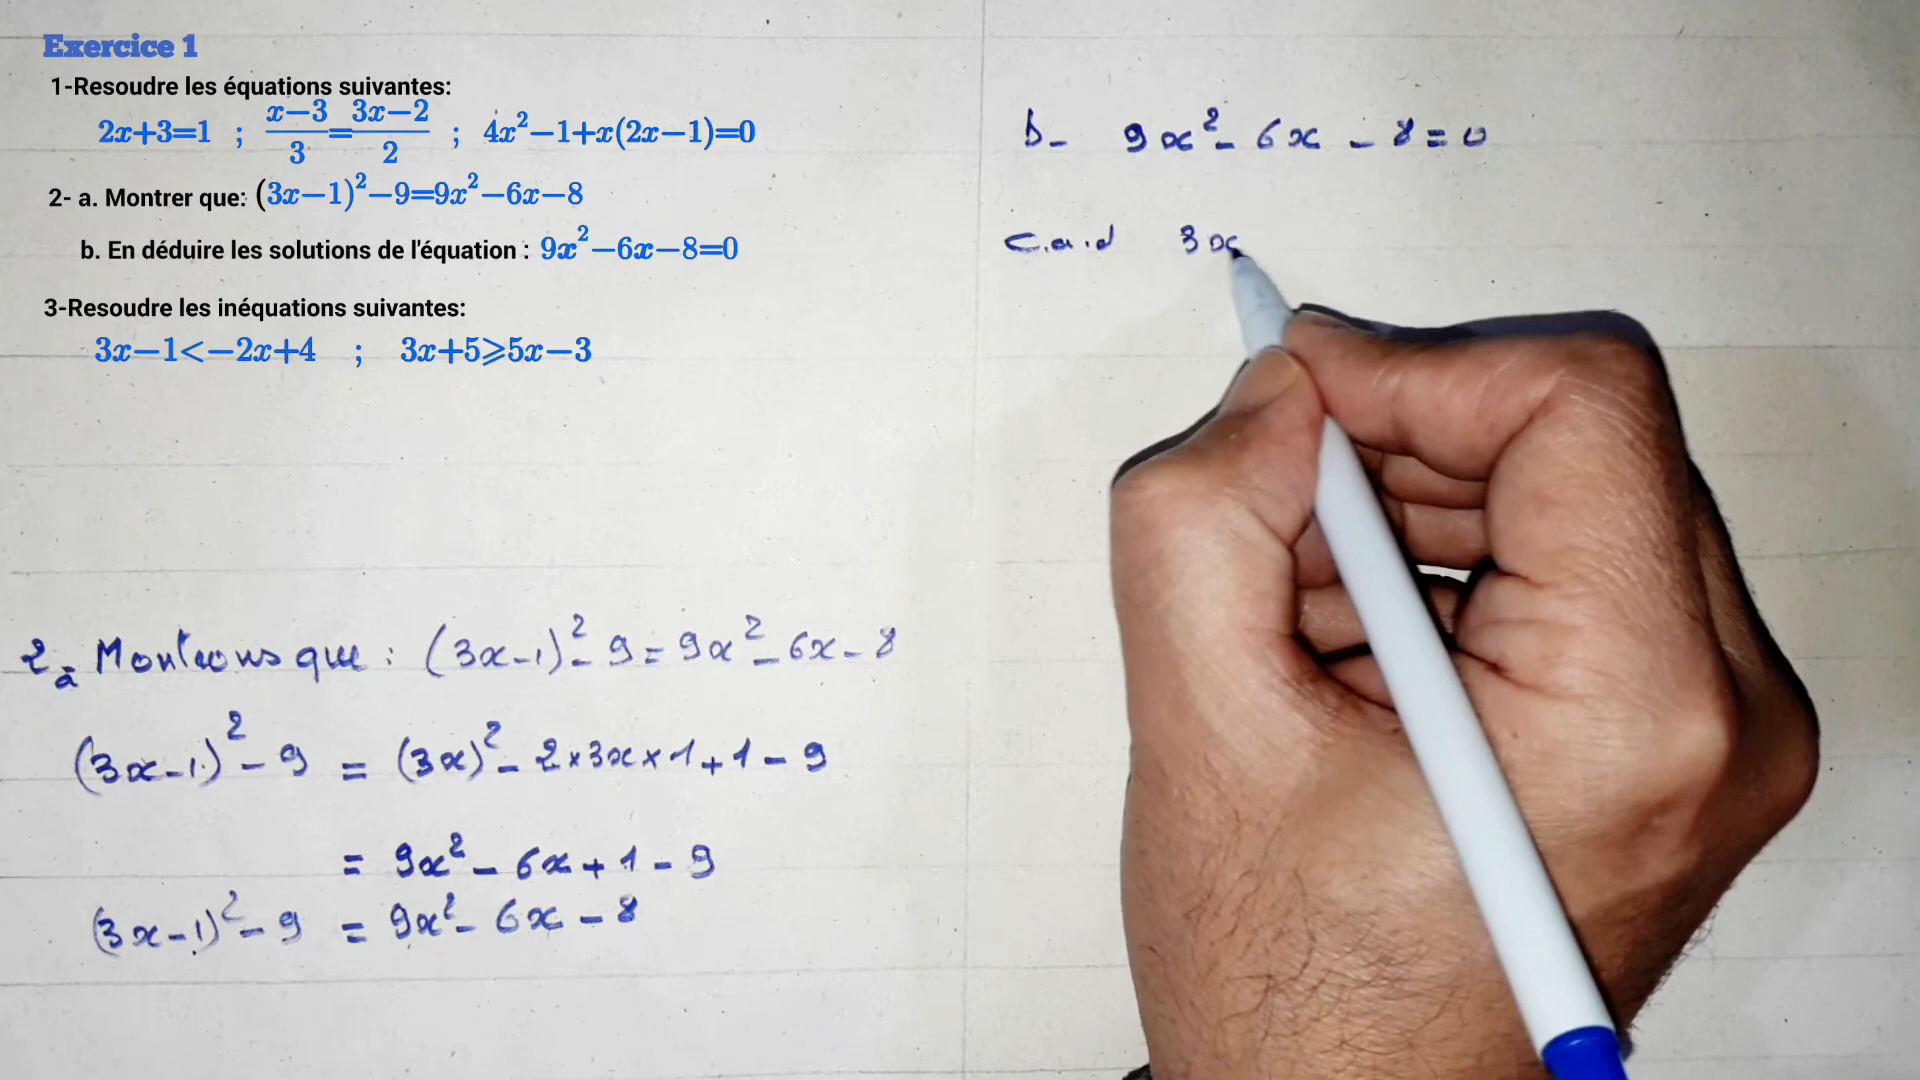 Exercice 1
1-Resoudre les équations suivantes:
2x+3=1 ; (x−3)/3=(3x−2)/2 ; 4x²−1+x(2x−1)=0
2- a. Montrer que: (3x−1)²−9=9x²−6x−8
b. En déduire les solutions de l'équation : 9x²−6x−8=0
3-Resoudre les inéquations suivantes:
3x−1<−2x+4 ; 3x+5⩾5x−3
2-a Montrons que : (3x-1)²-9=9x²-6x-8
(3x-1)²-9 = (3x)²-2×3x×1+1-9
= 9x²-6x+1-9
(3x-1)²-9 = 9x²-6x-8
b- 9x²-6x-8=0
c.a.d 3x